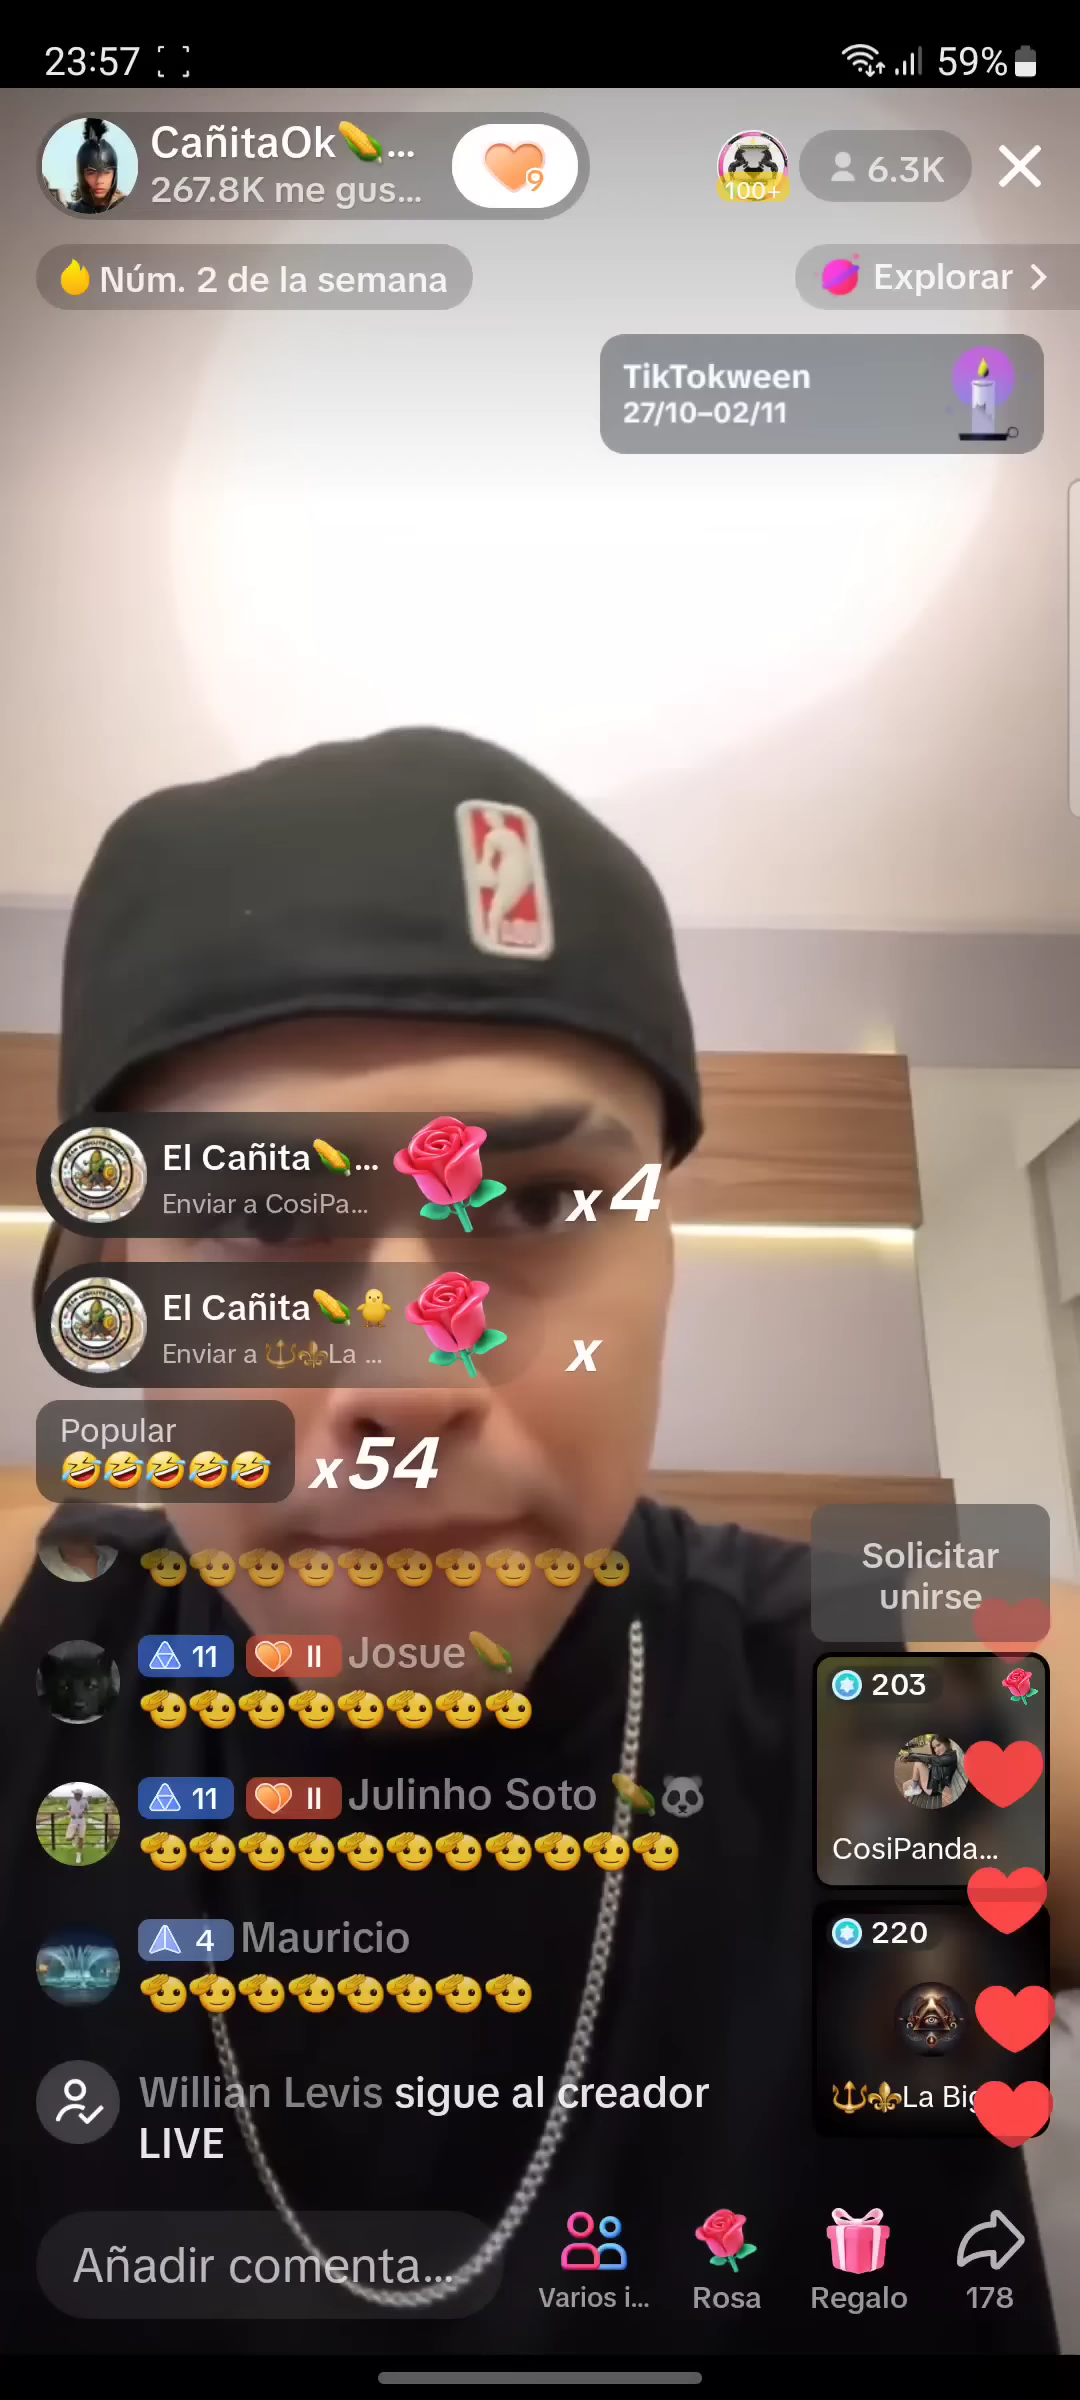 23:57
59%
CañitaOk🌽...
267.8K me gus...
9
100+
6.3K
Núm. 2 de la semana
Explorar
TikTokween
27/10–02/11
El Cañita🌽...
Enviar a CosiPa...
x4
El Cañita🌽🐥
Enviar a 🔱⚜️La ...
x
Popular
🤣🤣🤣🤣🤣
x54
🫡🫡🫡🫡🫡🫡🫡🫡🫡🫡
Solicitar
unirse
11 II Josue🌽
🫡🫡🫡🫡🫡🫡🫡🫡
203
11 II Julinho Soto 🌽🐼
🫡🫡🫡🫡🫡🫡🫡🫡🫡🫡🫡
CosiPanda...
4 Mauricio
🫡🫡🫡🫡🫡🫡🫡🫡
220
Willian Levis sigue al creador
LIVE
🔱⚜️La Big
Añadir comenta...
Varios i...
Rosa
Regalo
178